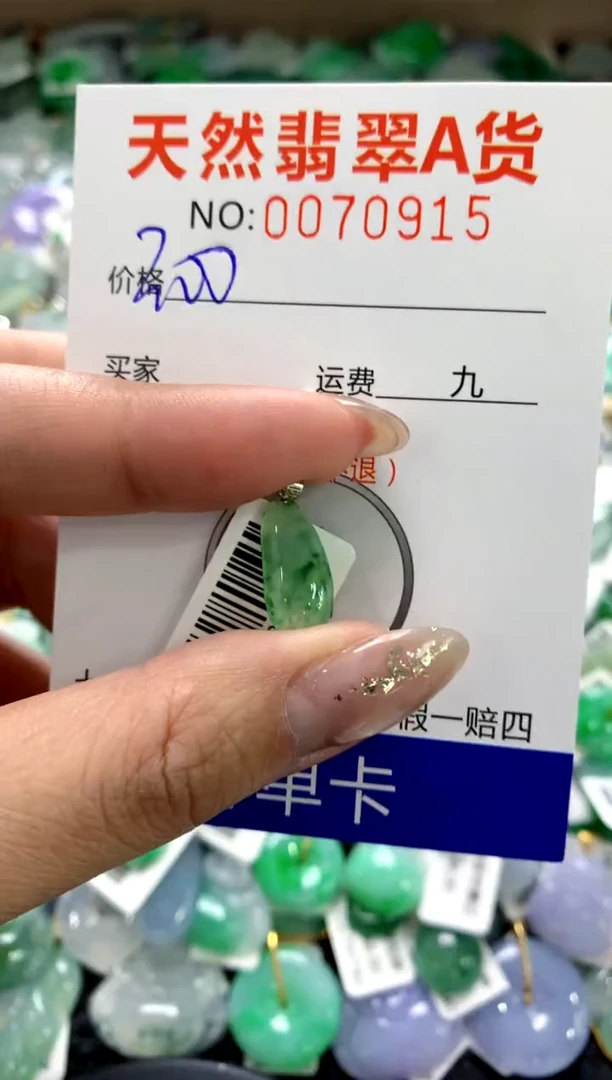 天然翡翠A货
NO:0070915
价格 200
买家
运费 九
退）
假一赔四
单卡